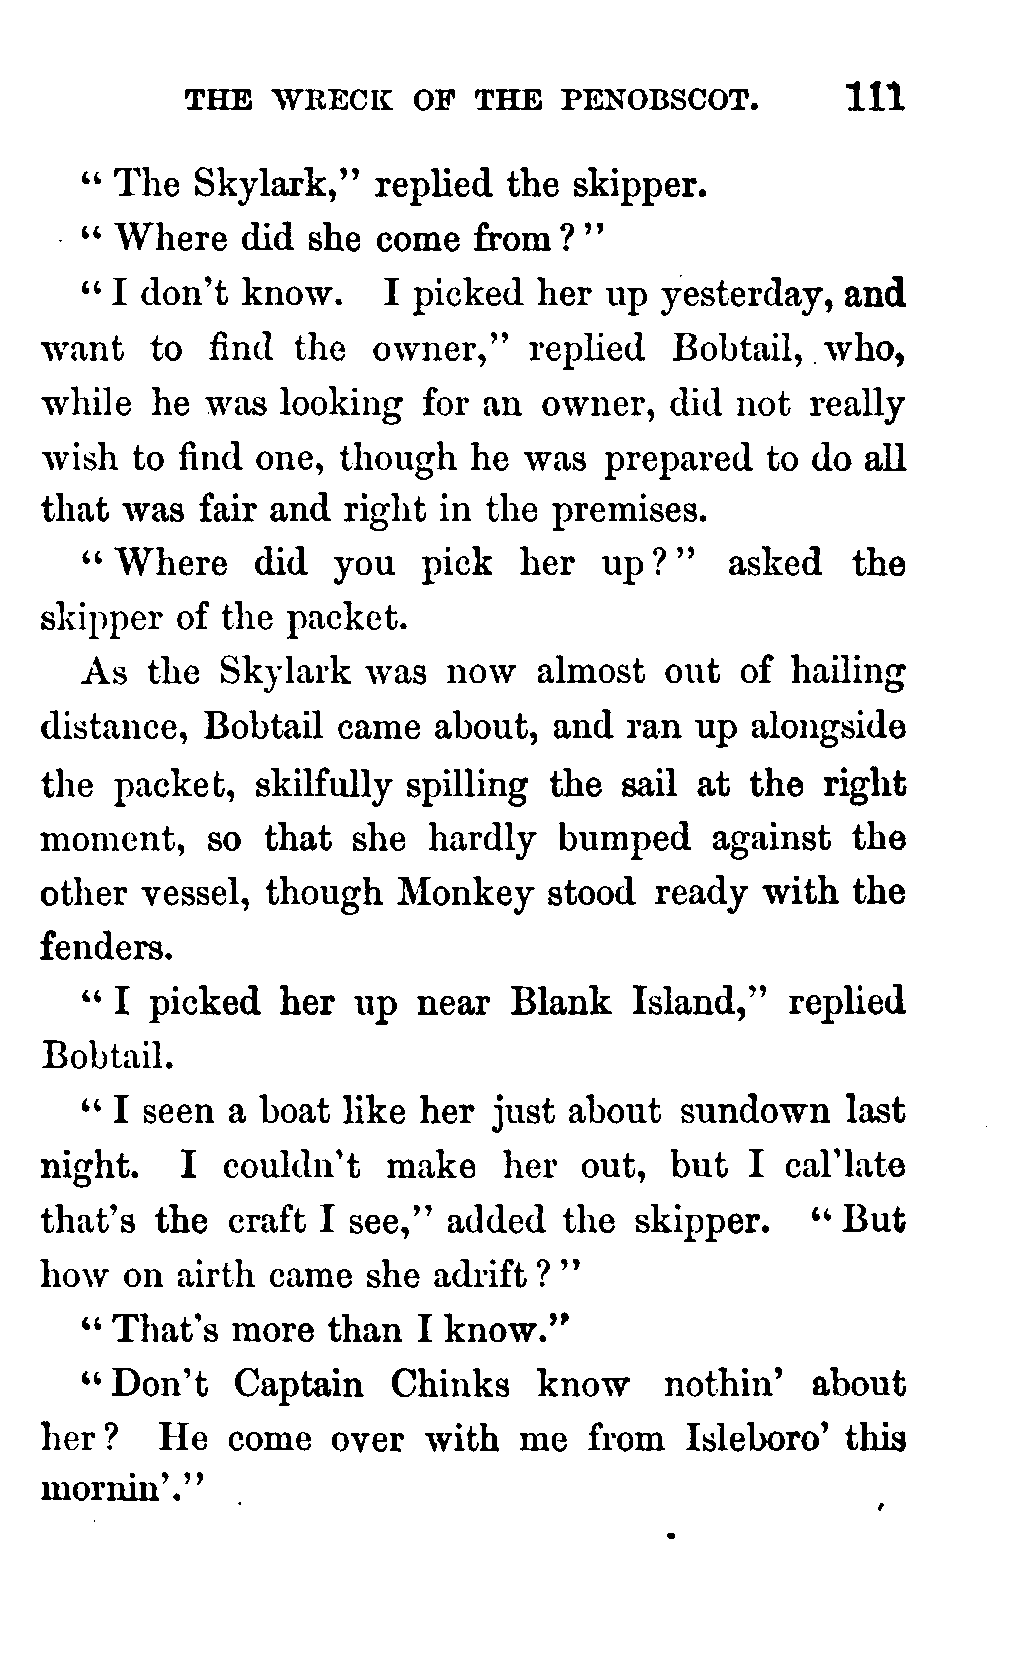 THE WRECK OF THE PENOBSCOT. 111
"The Skylark," replied the skipper.
"Where did she come from?"
"I don't know. I picked her up yesterday, and
want to find the owner," replied Bobtail, who,
while he was looking for an owner, did not really
wish to find one, though he was prepared to do all
that was fair and right in the premises.
"Where did you pick her up?" asked the
skipper of the packet.
As the Skylark was now almost out of hailing
distance, Bobtail came about, and ran up alongside
the packet, skilfully spilling the sail at the right
moment, so that she hardly bumped against the
other vessel, though Monkey stood ready with the
fenders.
"I picked her up near Blank Island," replied
Bobtail.
"I seen a boat like her just about sundown last
night. I couldn't make her out, but I cal'late
that's the craft I see," added the skipper. "But
how on airth came she adrift?"
"That's more than I know."
"Don't Captain Chinks know nothin' about
her? He come over with me from Isleboro' this
mornin'."